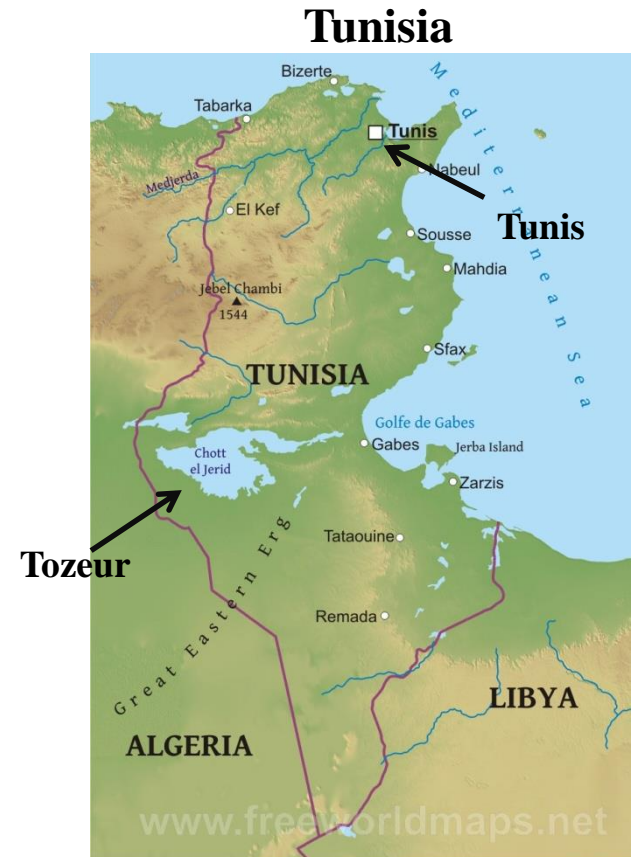 Tunisia
Bizerte
Tabarka
Tunis
Mediterranean Sea
Medjerda
Nabeul
El Kef
Tunis
Sousse
Mahdia
Jebel Chambi
1544
Sfax
TUNISIA
Golfe de Gabes
Gabes
Jerba Island
Chott
el Jerid
Zarzis
Tozeur
Tataouine
Great Eastern Erg
Remada
LIBYA
ALGERIA
www.freeworldmaps.net